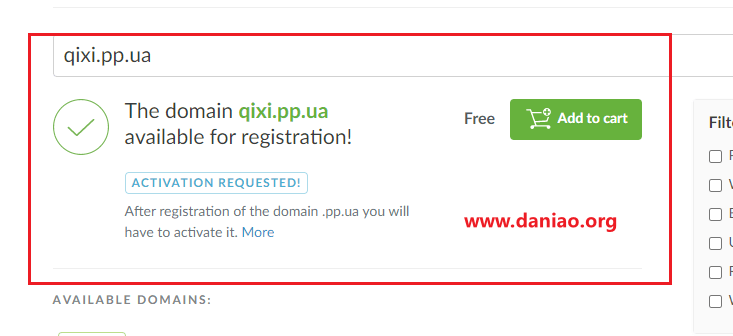 qixi.pp.ua
The domain qixi.pp.ua
available for registration!
Free
Add to cart
ACTIVATION REQUESTED!
After registration of the domain .pp.ua you will
have to activate it. More
www.daniao.org
AVAILABLE DOMAINS: